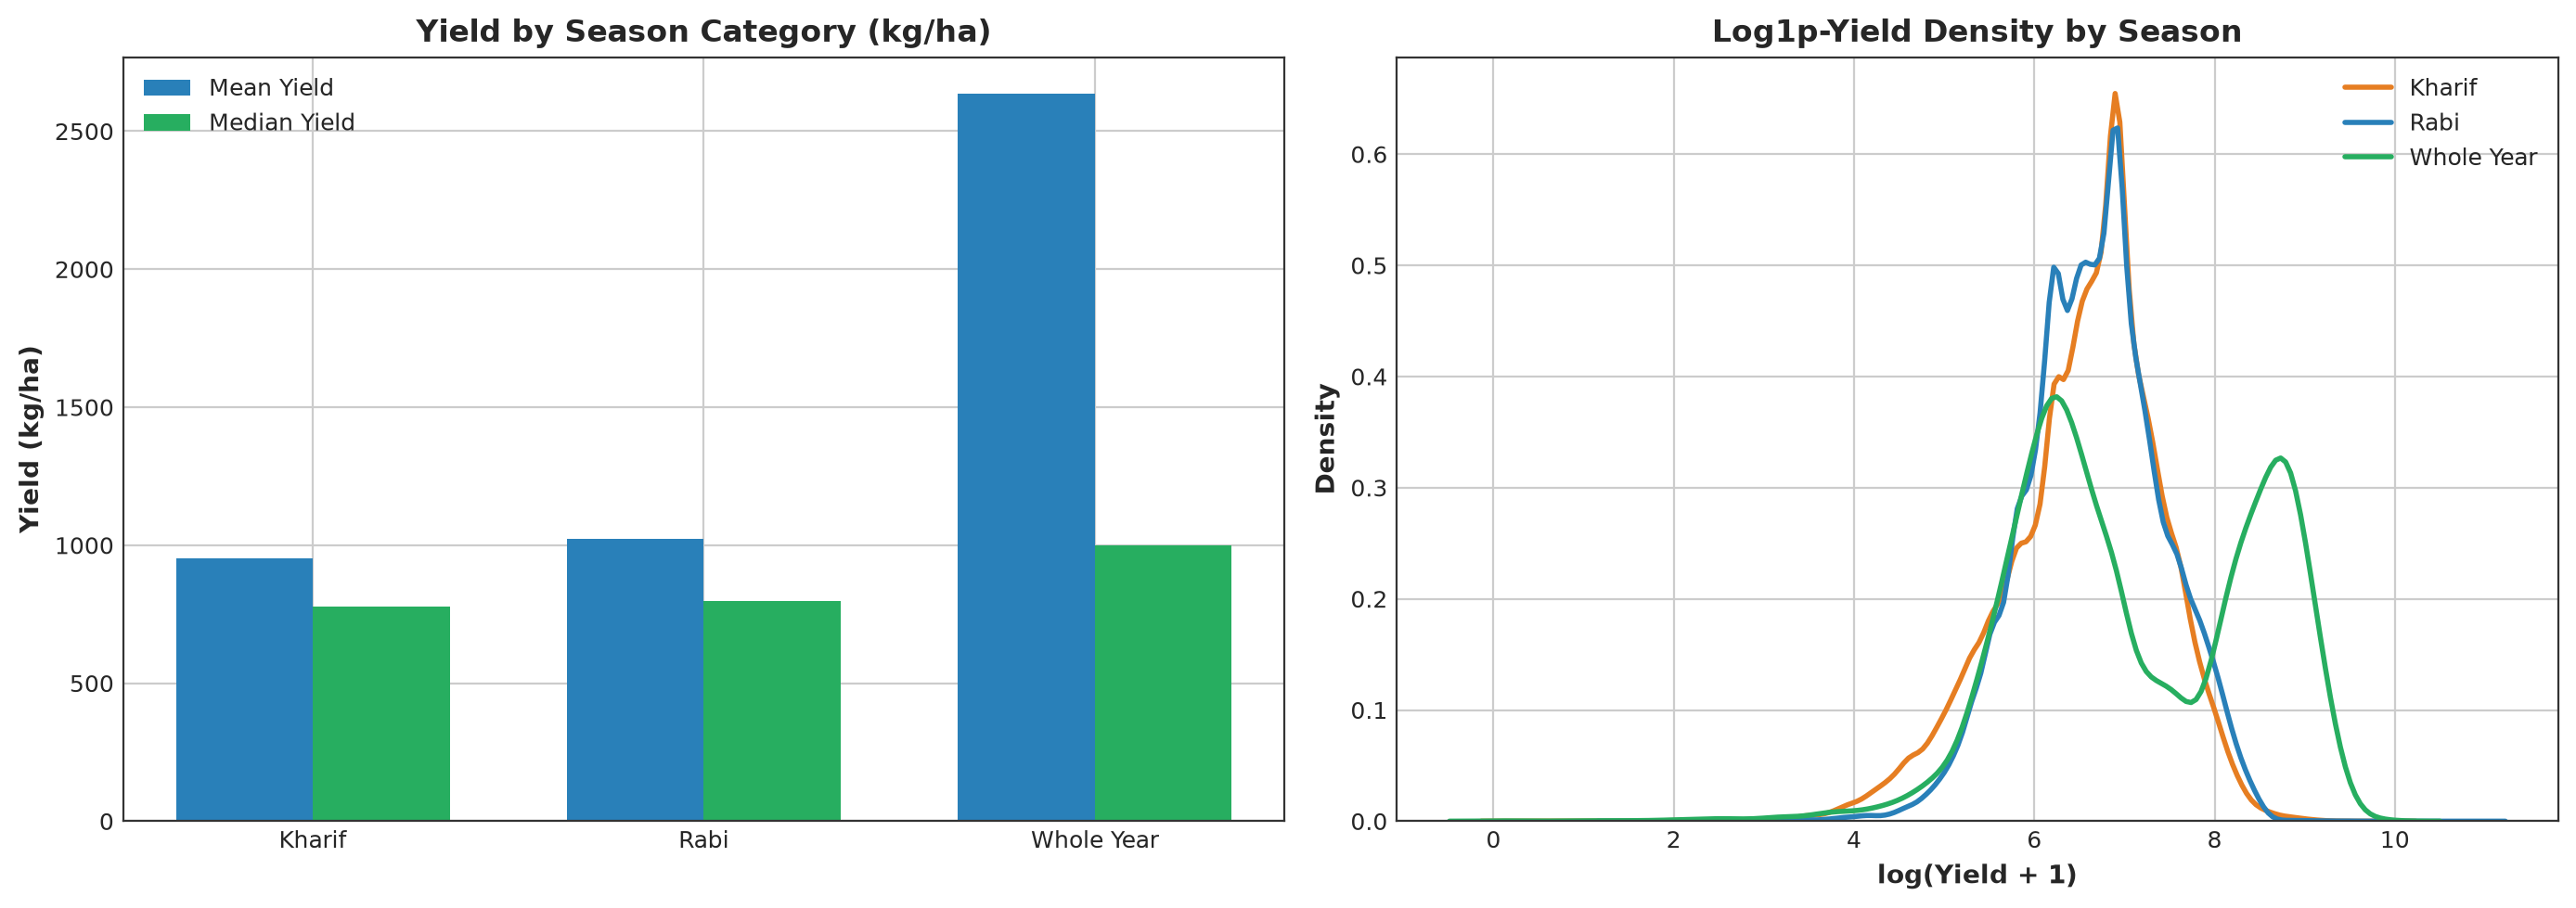 Yield by Season Category (kg/ha)
Mean Yield
Median Yield
Yield (kg/ha)
2500
2000
1500
1000
500
0
Kharif Rabi Whole Year
Log1p-Yield Density by Season
Kharif
Rabi
Whole Year
Density
0.6
0.5
0.4
0.3
0.2
0.1
0.0
0 2 4 6 8 10
log(Yield + 1)